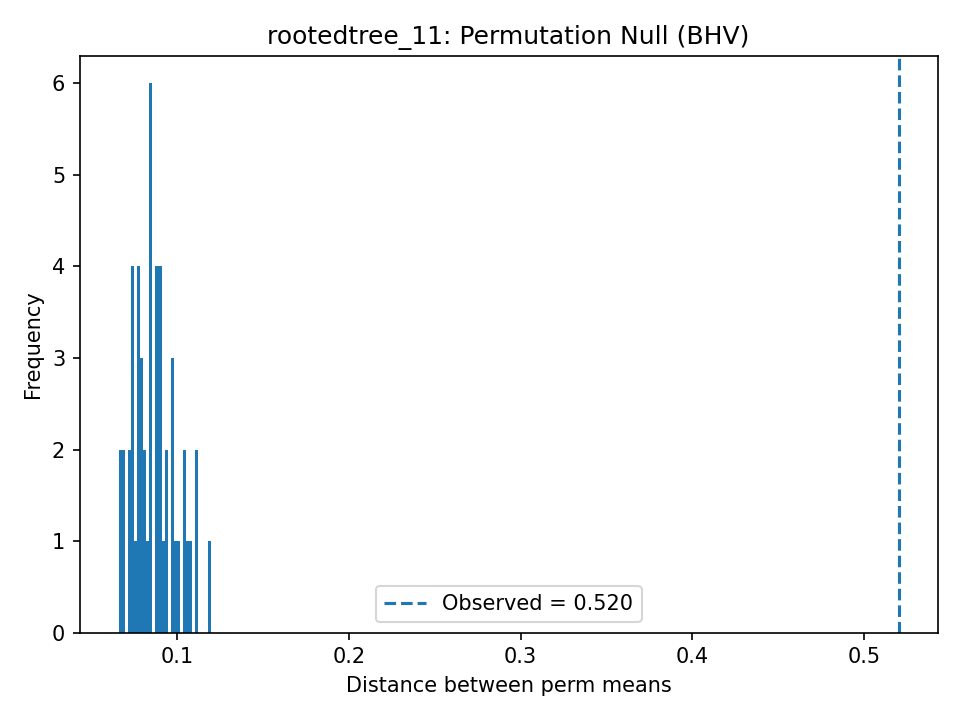 rootedtree_11: Permutation Null (BHV)
Frequency
6
5
4
3
2
1
0
Observed = 0.520
0.1 0.2 0.3 0.4 0.5
Distance between perm means